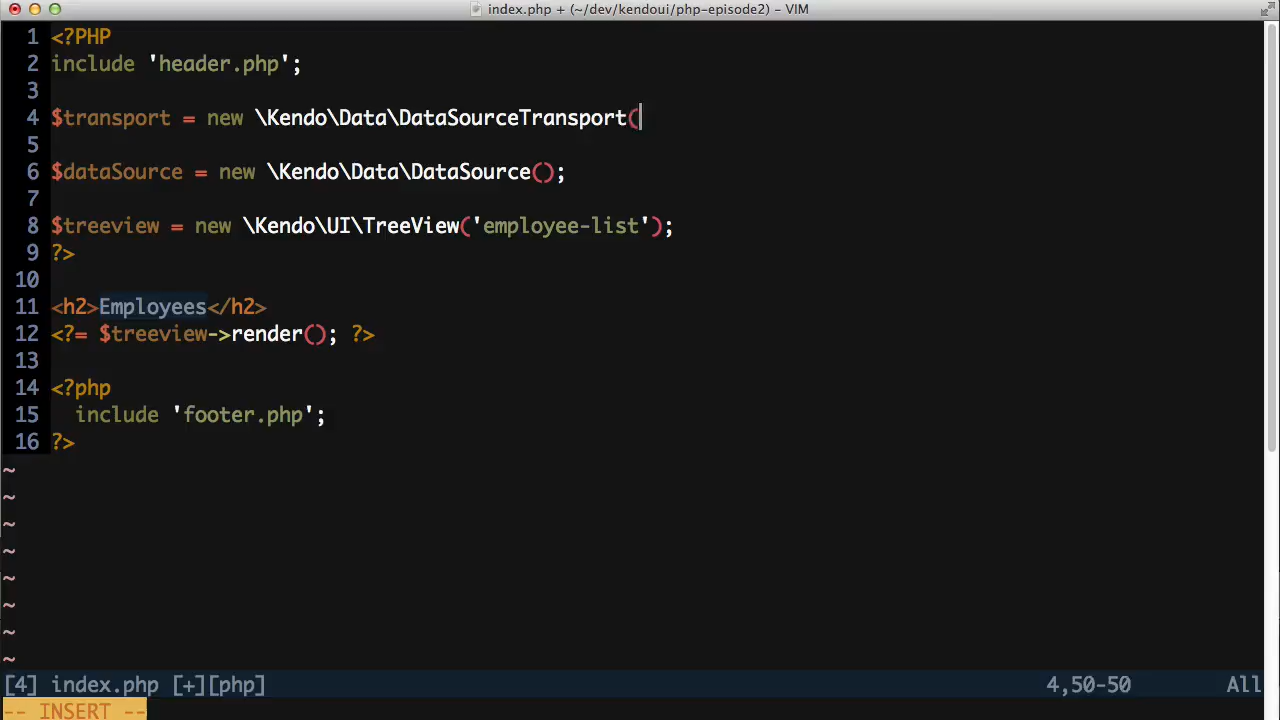 index.php + (~/dev/kendoui/php-episode2) – VIM
1 <?PHP
2 include 'header.php';
3
4 $transport = new \Kendo\Data\DataSourceTransport(
5
6 $dataSource = new \Kendo\Data\DataSource();
7
8 $treeview = new \Kendo\UI\TreeView('employee-list');
9 ?>
10
11 <h2>Employees</h2>
12 <?= $treeview->render(); ?>
13
14 <?php
15   include 'footer.php';
16 ?>
~
~
~
~
~
~
~
~
[4] index.php [+][php] 4,50-50 All
-- INSERT --